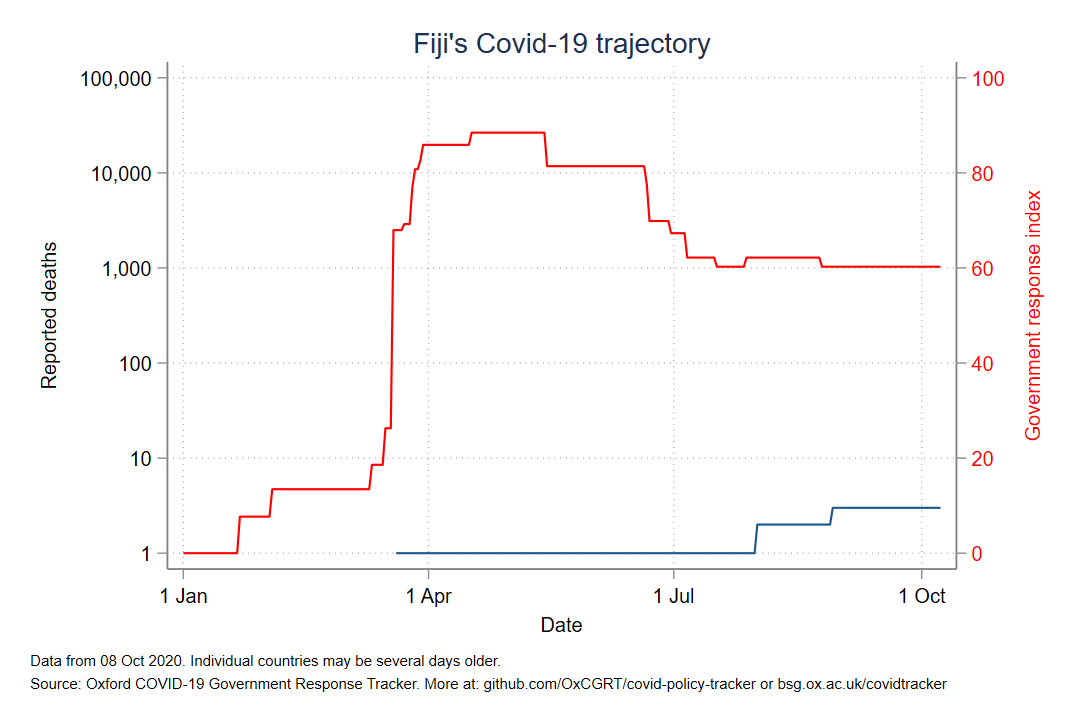 Fiji's Covid-19 trajectory
100,000
10,000
1,000
100
10
1
Reported deaths
100
80
60
40
20
0
Government response index
1 Jan
1 Apr
1 Jul
1 Oct
Date
Data from 08 Oct 2020. Individual countries may be several days older.
Source: Oxford COVID-19 Government Response Tracker. More at: github.com/OxCGRT/covid-policy-tracker or bsg.ox.ac.uk/covidtracker